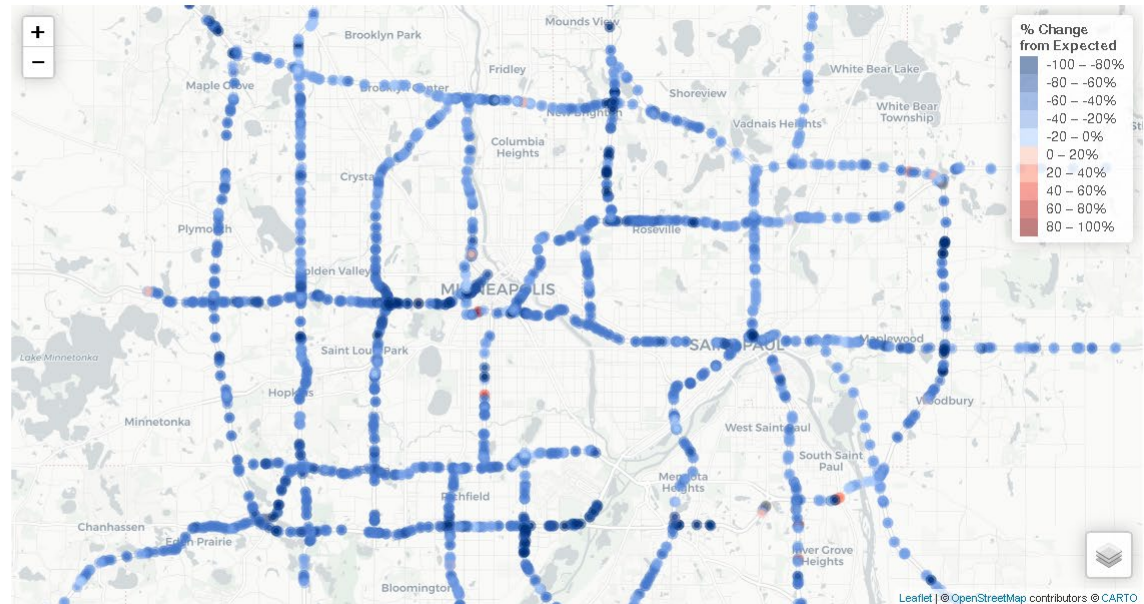 +
−
Mounds View
Brooklyn Park
Fridley
White Bear Lake
Maple Grove
Brooklyn Center
Shoreview
White Bear
Township
New Brighton
Vadnais Heights
Columbia
Heights
Crystal
Plymouth
Roseville
Golden Valley
MINNEAPOLIS
Lake Minnetonka
Saint Louis Park
SAINT PAUL
Maplewood
Hopkins
Woodbury
Minnetonka
West Saint Paul
South Saint
Paul
Mendota
Heights
Richfield
Chanhassen
Eden Prairie
Inver Grove
Heights
Bloomington
% Change
from Expected
-100 – -80%
-80 – -60%
-60 – -40%
-40 – -20%
-20 – 0%
0 – 20%
20 – 40%
40 – 60%
60 – 80%
80 – 100%
Leaflet | © OpenStreetMap contributors © CARTO